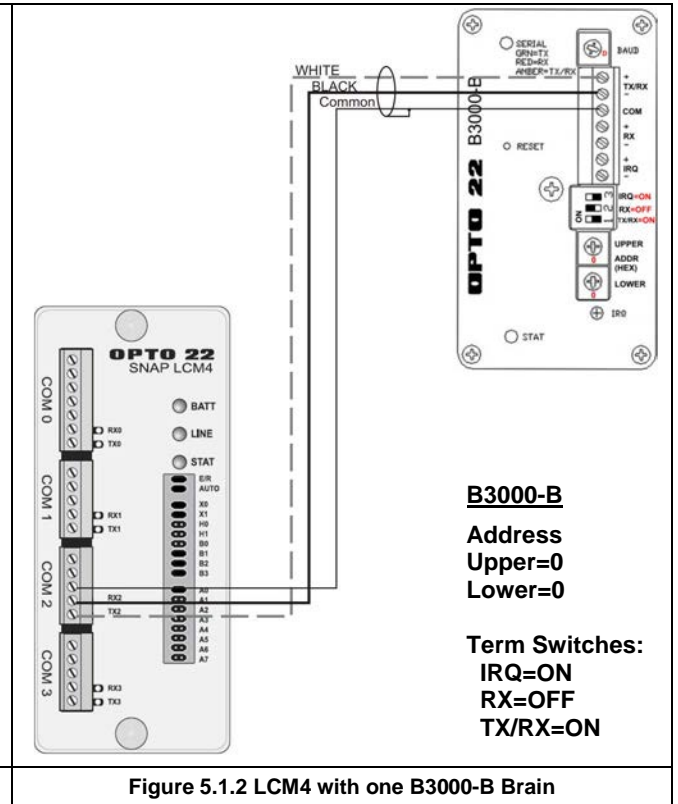 WHITE
BLACK
Common
SERIAL
GRN=TX
RED=RX
AMBER=TX/RX
BAUD
D
+
TX/RX
-
COM
+
RX
-
+
IRQ
-
RESET
OPTO 22 B3000-B
ON
3 IRQ=ON
2 RX=OFF
1 TX/RX=ON
UPPER
0
ADDR
(HEX)
LOWER
0
IRQ
STAT
OPTO 22
SNAP LCM4
COM 0
RX0
TX0
COM 1
RX1
TX1
COM 2
RX2
TX2
COM 3
RX3
TX3
BATT
LINE
STAT
E/R
AUTO
X0
X1
H0
H1
B0
B1
B2
B3
A0
A1
A2
A3
A4
A5
A6
A7
B3000-B
Address
Upper=0
Lower=0
Term Switches:
IRQ=ON
RX=OFF
TX/RX=ON
Figure 5.1.2 LCM4 with one B3000-B Brain